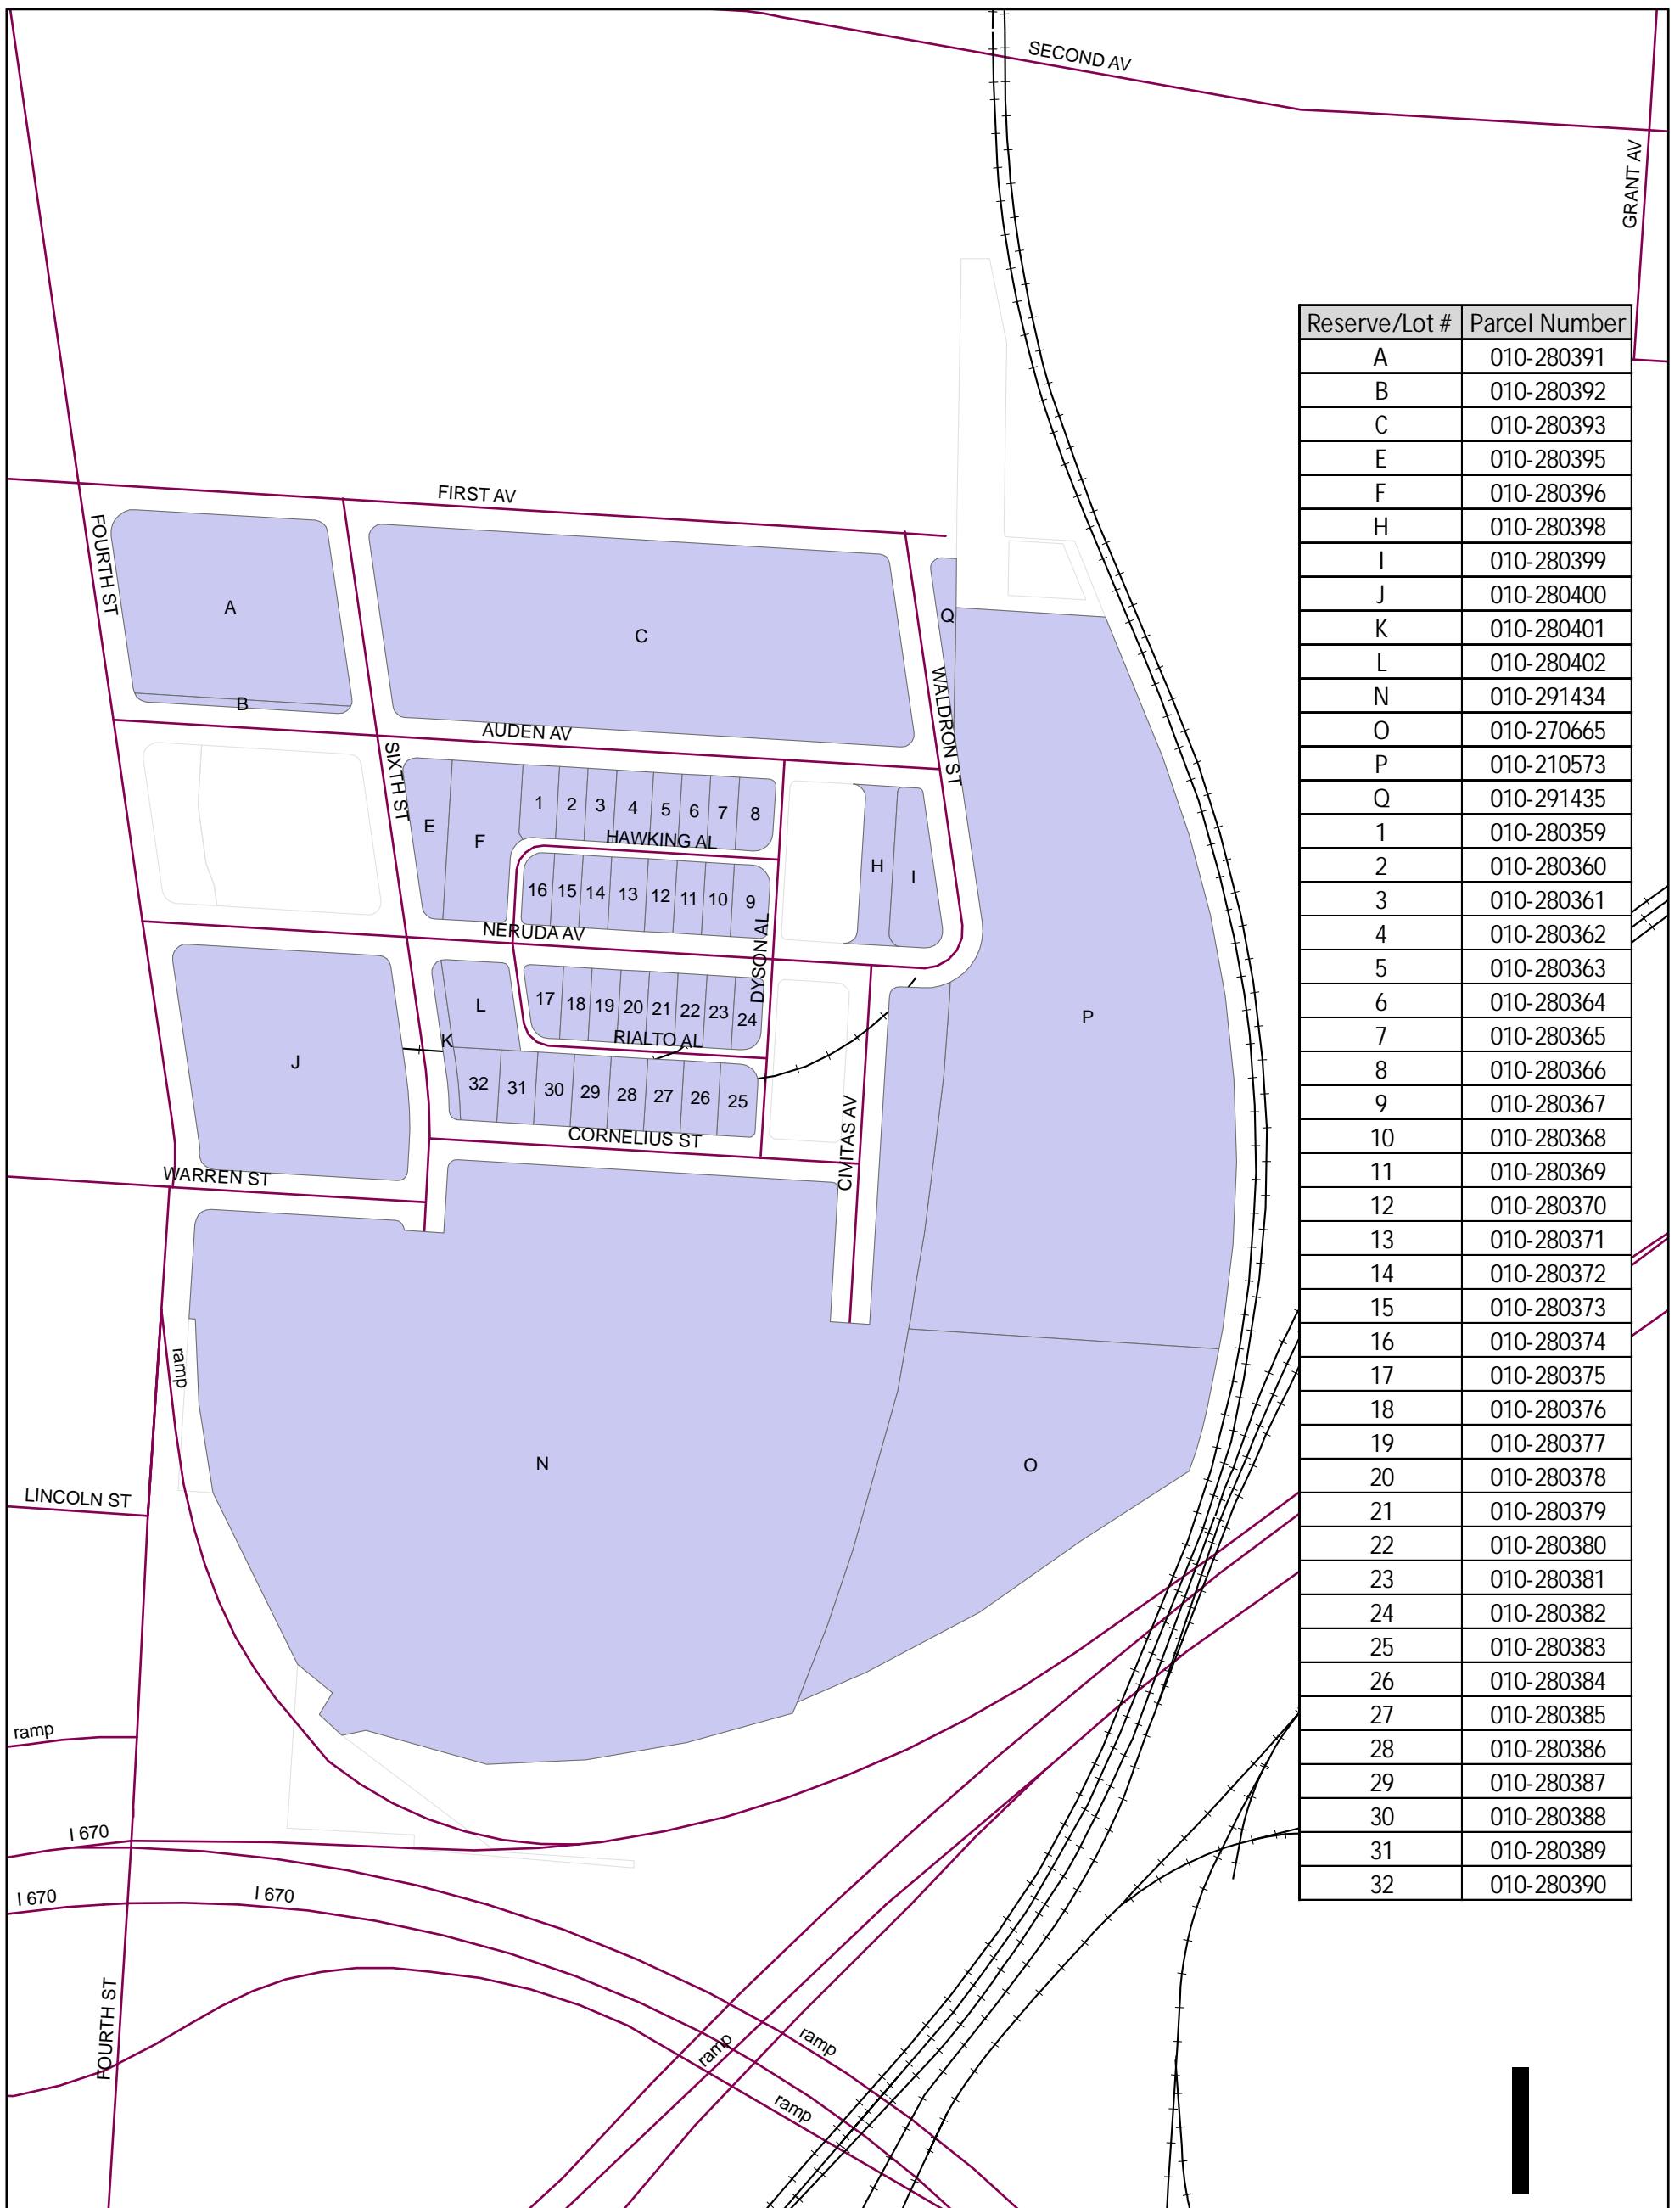 SECOND AV
GRANT AV
Reserve/Lot # Parcel Number
A 010-280391
B 010-280392
C 010-280393
E 010-280395
F 010-280396
H 010-280398
I 010-280399
J 010-280400
K 010-280401
L 010-280402
N 010-291434
O 010-270665
P 010-210573
Q 010-291435
1 010-280359
2 010-280360
3 010-280361
4 010-280362
5 010-280363
6 010-280364
7 010-280365
8 010-280366
9 010-280367
10 010-280368
11 010-280369
12 010-280370
13 010-280371
14 010-280372
15 010-280373
16 010-280374
17 010-280375
18 010-280376
19 010-280377
20 010-280378
21 010-280379
22 010-280380
23 010-280381
24 010-280382
25 010-280383
26 010-280384
27 010-280385
28 010-280386
29 010-280387
30 010-280388
31 010-280389
32 010-280390
FIRST AV
FOURTH ST
A
C
Q
B
WALDRON ST
AUDEN AV
SIXTH ST
E
F
1 2 3 4 5 6 7 8
HAWKING AL
H
I
16 15 14 13 12 11 10 9
NERUDA AV
DYSON AL
L
17 18 19 20 21 22 23 24
P
K
RIALTO AL
J
32 31 30 29 28 27 26 25
CORNELIUS ST
CIVITAS AV
WARREN ST
ramp
N
O
LINCOLN ST
ramp
I 670
I 670
I 670
FOURTH ST
ramp
ramp
ramp